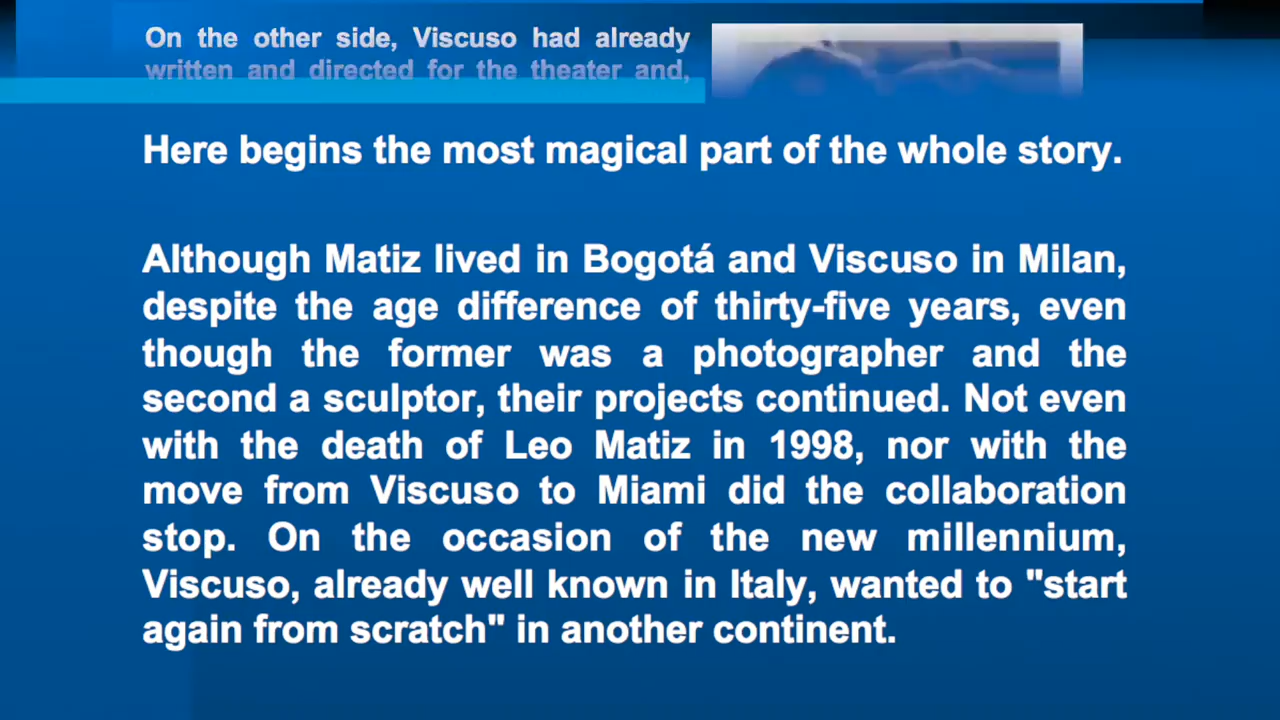 On the other side, Viscuso had already
written and directed for the theater and,
Here begins the most magical part of the whole story.
Although Matiz lived in Bogotá and Viscuso in Milan,
despite the age difference of thirty-five years, even
though the former was a photographer and the
second a sculptor, their projects continued. Not even
with the death of Leo Matiz in 1998, nor with the
move from Viscuso to Miami did the collaboration
stop. On the occasion of the new millennium,
Viscuso, already well known in Italy, wanted to "start
again from scratch" in another continent.